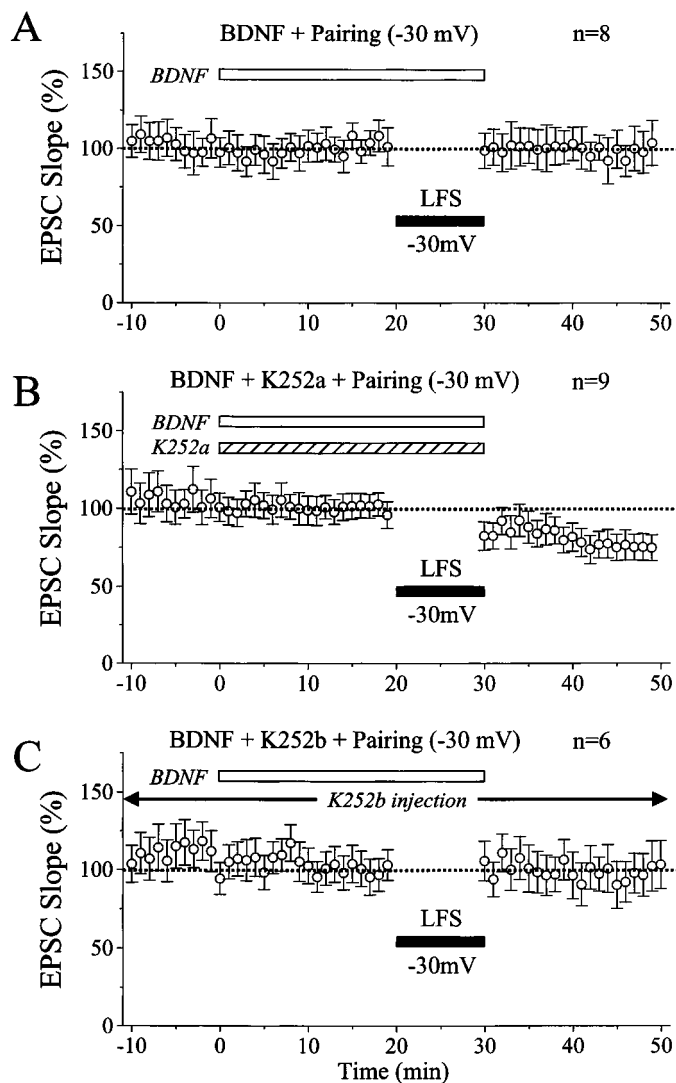 A
BDNF + Pairing (-30 mV) n=8
BDNF
LFS
-30mV
EPSC Slope (%)
150
100
50
0
-10 0 10 20 30 40 50
B
BDNF + K252a + Pairing (-30 mV) n=9
BDNF
K252a
LFS
-30mV
EPSC Slope (%)
150
100
50
0
-10 0 10 20 30 40 50
C
BDNF + K252b + Pairing (-30 mV) n=6
BDNF
K252b injection
LFS
-30mV
EPSC Slope (%)
150
100
50
0
-10 0 10 20 30 40 50
Time (min)